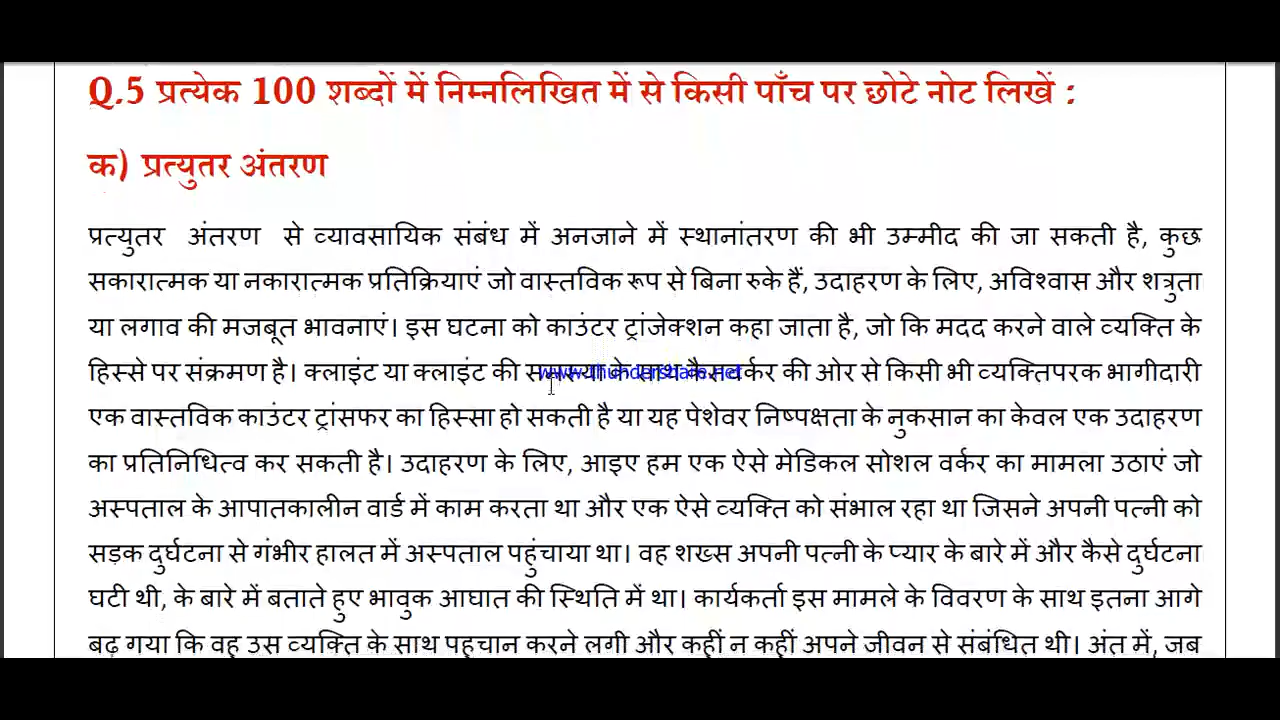 Q.5 प्रत्येक 100 शब्दों में निम्नलिखित में से किसी पाँच पर छोटे नोट लिखें :
क) प्रत्युतर अंतरण
प्रत्युतर अंतरण से व्यावसायिक संबंध में अनजाने में स्थानांतरण की भी उम्मीद की जा सकती है, कुछ
सकारात्मक या नकारात्मक प्रतिक्रियाएं जो वास्तविक रूप से बिना रुके हैं, उदाहरण के लिए, अविश्वास और शत्रुता
या लगाव की मजबूत भावनाएं। इस घटना को काउंटर ट्रांजेक्शन कहा जाता है, जो कि मदद करने वाले व्यक्ति के
हिस्से पर संक्रमण है। क्लाइंट या क्लाइंट की समस्या के साथ कैसवर्कर की ओर से किसी भी व्यक्तिपरक भागीदारी
www.thundershare.net
एक वास्तविक काउंटर ट्रांसफर का हिस्सा हो सकती है या यह पेशेवर निष्पक्षता के नुकसान का केवल एक उदाहरण
का प्रतिनिधित्व कर सकती है। उदाहरण के लिए, आइए हम एक ऐसे मेडिकल सोशल वर्कर का मामला उठाएं जो
अस्पताल के आपातकालीन वार्ड में काम करता था और एक ऐसे व्यक्ति को संभाल रहा था जिसने अपनी पत्नी को
सड़क दुर्घटना से गंभीर हालत में अस्पताल पहुंचाया था। वह शख्स अपनी पत्नी के प्यार के बारे में और कैसे दुर्घटना
घटी थी, के बारे में बताते हुए भावुक आघात की स्थिति में था। कार्यकर्ता इस मामले के विवरण के साथ इतना आगे
बढ़ गया कि वह उस व्यक्ति के साथ पहचान करने लगी और कहीं न कहीं अपने जीवन से संबंधित थी। अंत में, जब